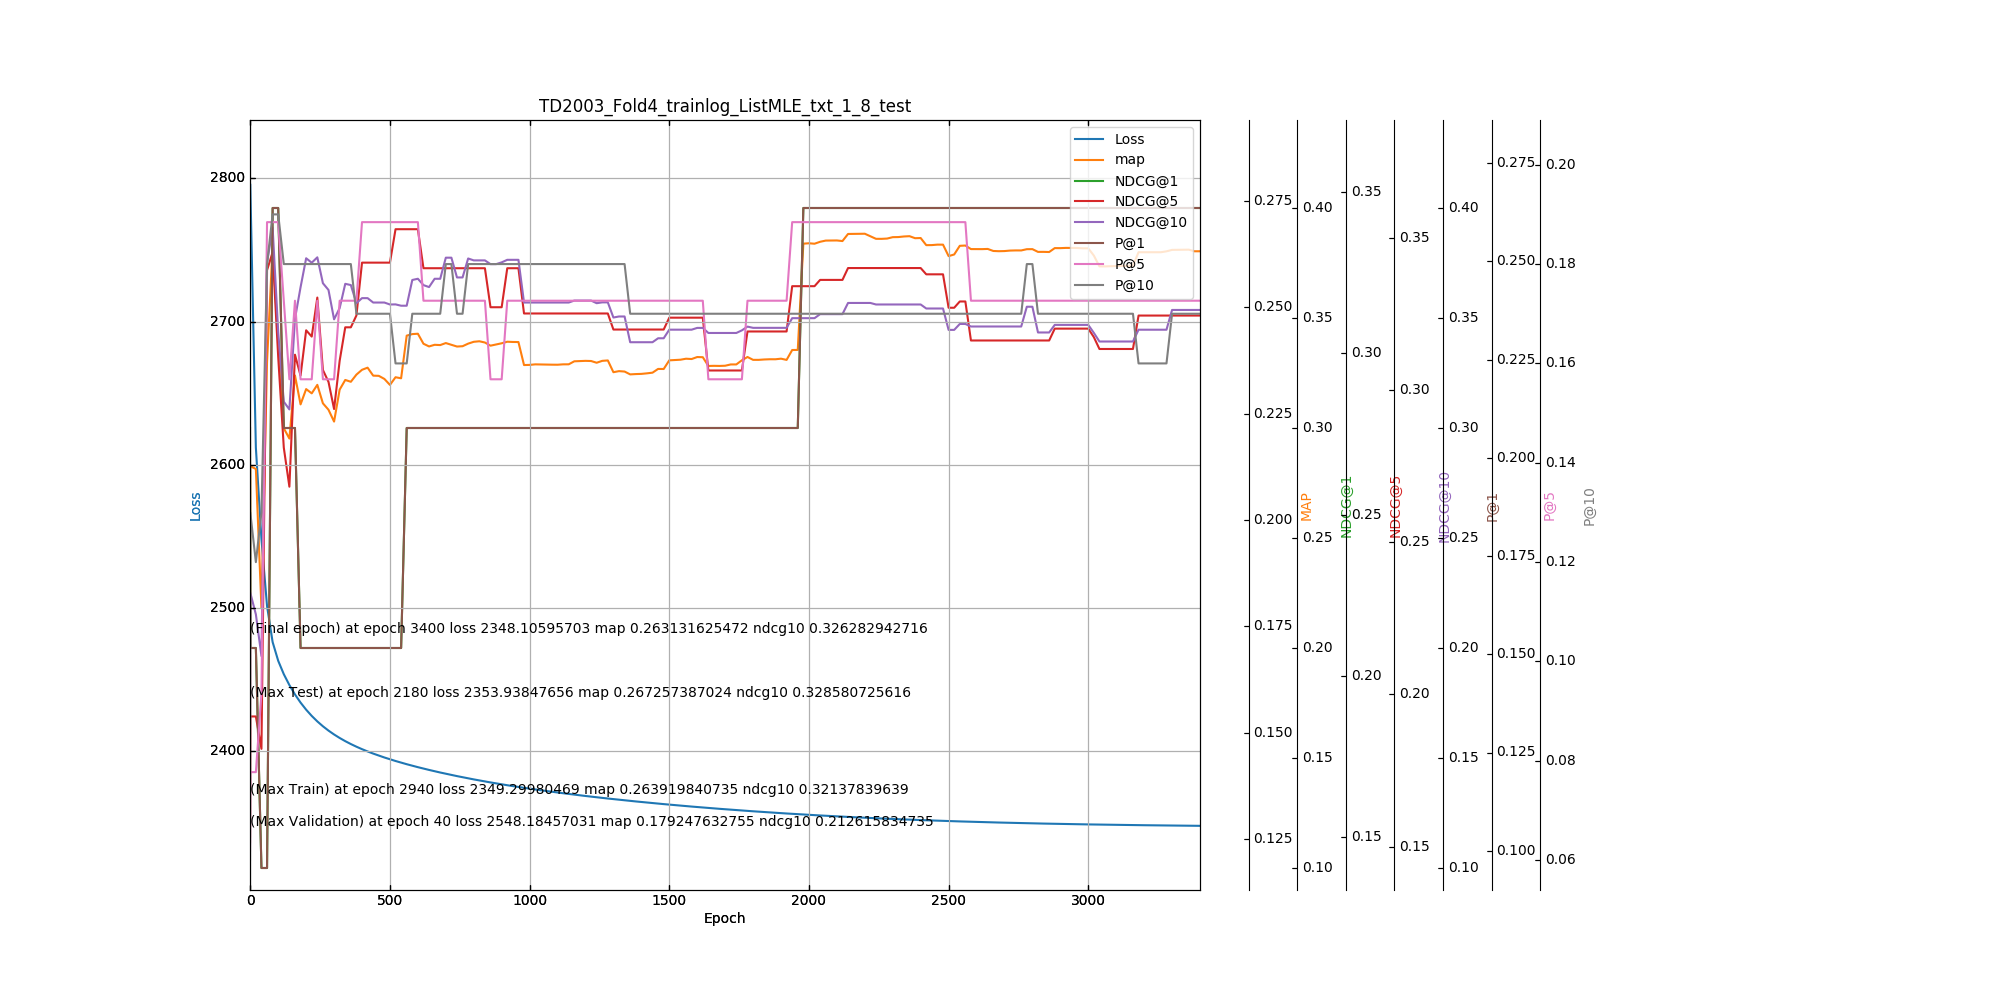 TD2003_Fold4_trainlog_ListMLE_txt_1_8_test
Loss
map
NDCG@1
NDCG@5
NDCG@10
P@1
P@5
P@10
2800
2700
2600
2500
2400
Loss
(Final epoch) at epoch 3400 loss 2348.10595703 map 0.263131625472 ndcg10 0.326282942716
(Max Test) at epoch 2180 loss 2353.93847656 map 0.267257387024 ndcg10 0.328580725616
(Max Train) at epoch 2940 loss 2349.29980469 map 0.263919840735 ndcg10 0.32137839639
(Max Validation) at epoch 40 loss 2548.18457031 map 0.179247632755 ndcg10 0.212615834735
0 500 1000 1500 2000 2500 3000
Epoch
0.275
0.250
0.225
0.200
0.175
0.150
0.125
MAP
0.40
0.35
0.30
0.25
0.20
0.15
0.10
NDCG@1
0.35
0.30
0.25
0.20
0.15
NDCG@5
0.35
0.30
0.25
0.20
0.15
NDCG@10
0.40
0.35
0.30
0.25
0.20
0.15
0.10
P@1
0.275
0.250
0.225
0.200
0.175
0.150
0.125
0.100
P@5
0.20
0.18
0.16
0.14
0.12
0.10
0.08
0.06
P@10